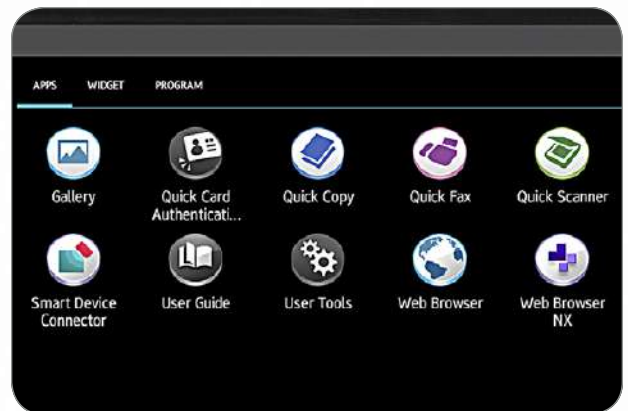 APPS WIDGET PROGRAM
Gallery
Quick Card
Authenticati...
Quick Copy
Quick Fax
Quick Scanner
Smart Device
Connector
User Guide
User Tools
Web Browser
Web Browser
NX